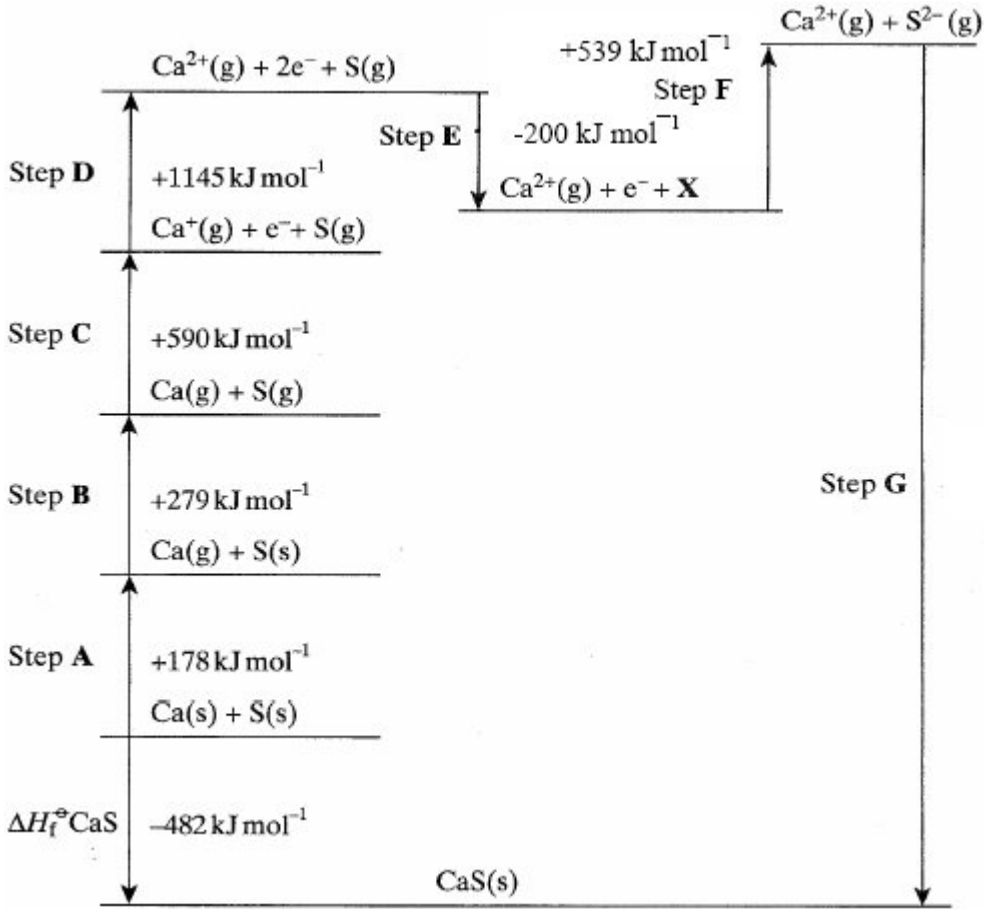 Ca²⁺(g) + S²⁻(g)
+539 kJ mol⁻¹
Ca²⁺(g) + 2e⁻ + S(g)
Step F
Step E
-200 kJ mol⁻¹
Step D
+1145 kJ mol⁻¹
Ca²⁺(g) + e⁻ + X
Ca⁺(g) + e⁻ + S(g)
Step C
+590 kJ mol⁻¹
Ca(g) + S(g)
Step G
Step B
+279 kJ mol⁻¹
Ca(g) + S(s)
Step A
+178 kJ mol⁻¹
Ca(s) + S(s)
ΔHf⦵CaS
–482 kJ mol⁻¹
CaS(s)